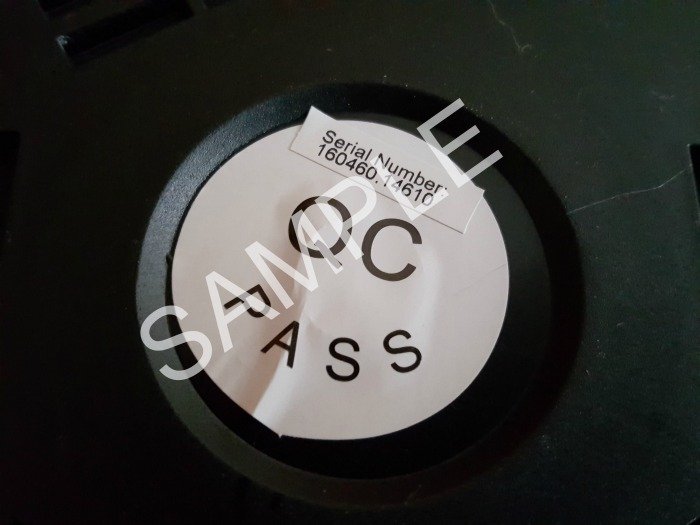 Serial Number:
160460.14610
QC
PASS
SAMPLE